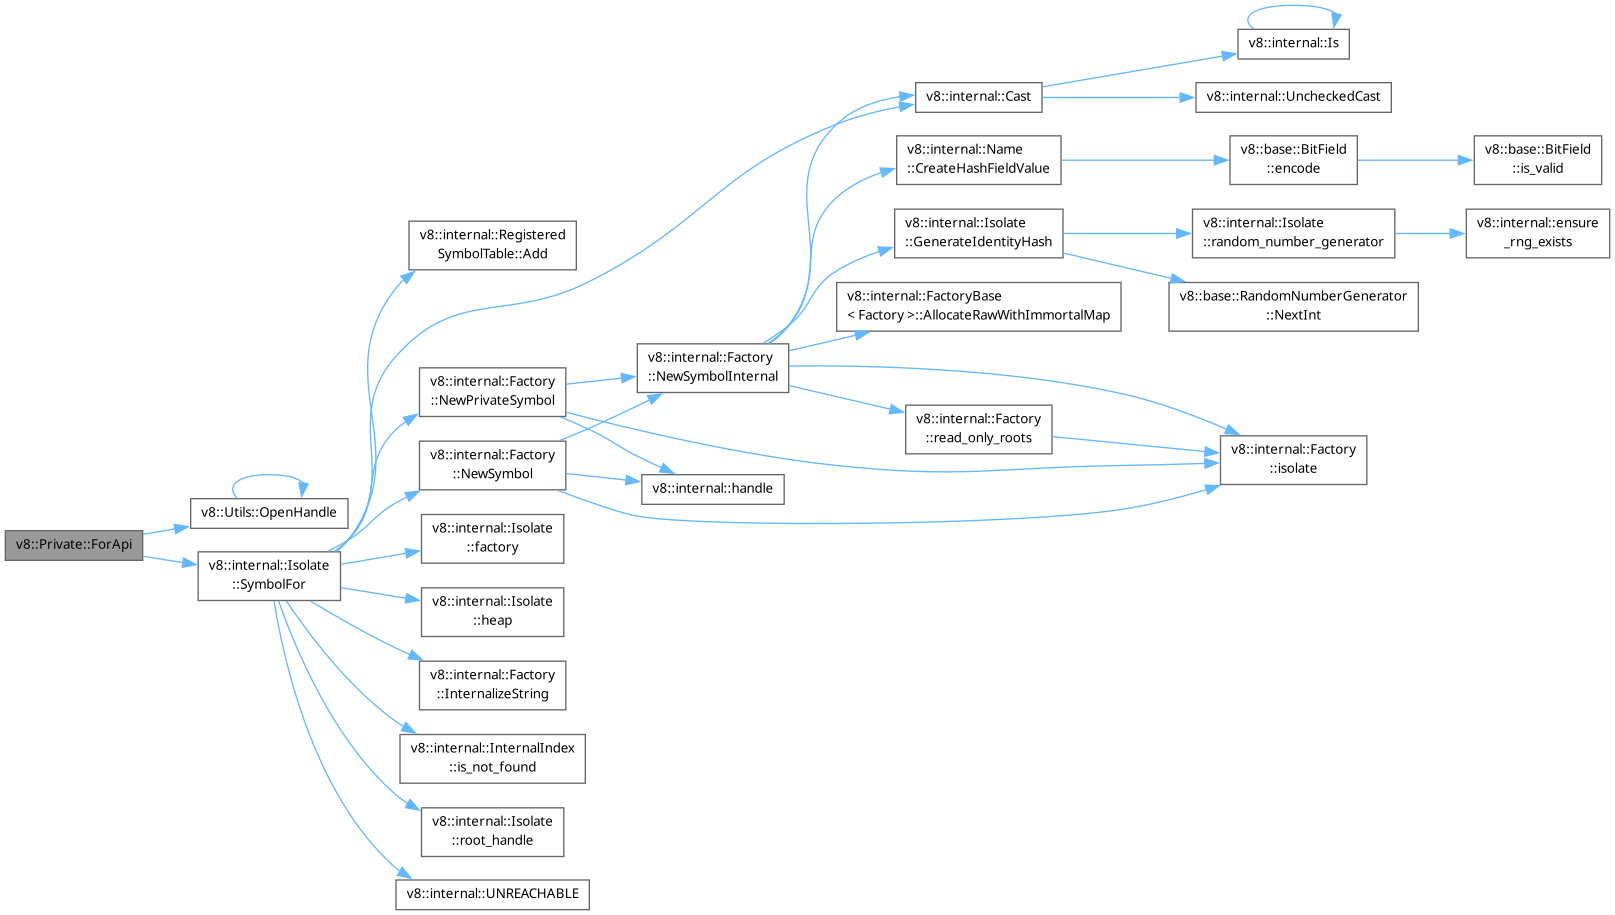 v8::Private::ForApi
v8::Utils::OpenHandle
v8::internal::Isolate
::SymbolFor
v8::internal::Registered
SymbolTable::Add
v8::internal::Factory
::NewPrivateSymbol
v8::internal::Factory
::NewSymbol
v8::internal::Isolate
::factory
v8::internal::Isolate
::heap
v8::internal::Factory
::InternalizeString
v8::internal::InternalIndex
::is_not_found
v8::internal::Isolate
::root_handle
v8::internal::UNREACHABLE
v8::internal::Factory
::NewSymbolInternal
v8::internal::handle
v8::internal::Cast
v8::internal::Name
::CreateHashFieldValue
v8::internal::Isolate
::GenerateIdentityHash
v8::internal::FactoryBase
< Factory >::AllocateRawWithImmortalMap
v8::internal::Factory
::read_only_roots
v8::internal::Is
v8::internal::UncheckedCast
v8::base::BitField
::encode
v8::internal::Isolate
::random_number_generator
v8::base::RandomNumberGenerator
::NextInt
v8::internal::Factory
::isolate
v8::base::BitField
::is_valid
v8::internal::ensure
_rng_exists